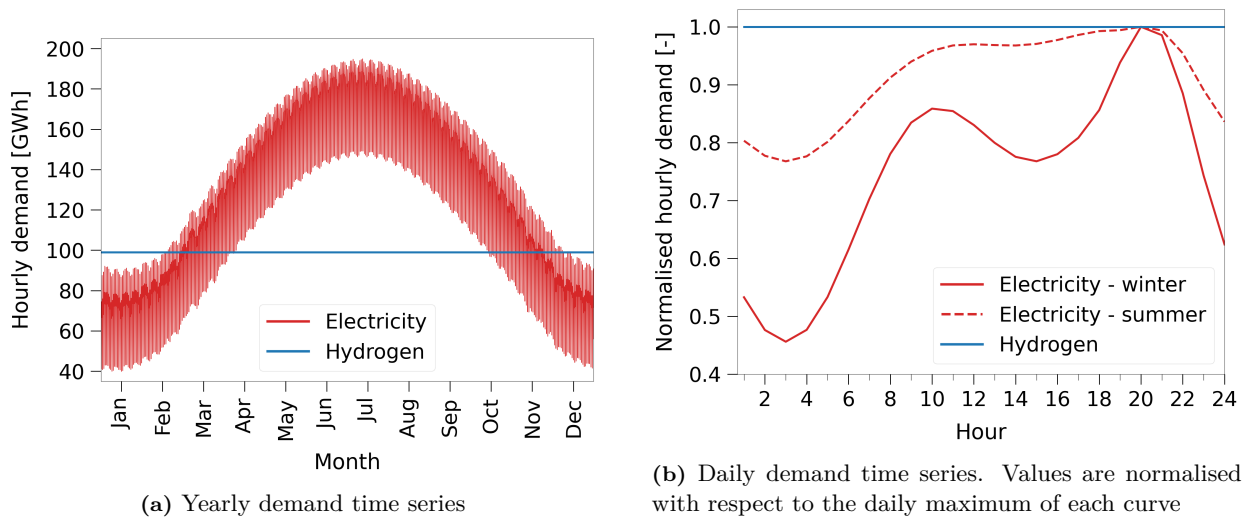 200
180
160
140
120
100
80
60
40
Hourly demand [GWh]
Electricity
Hydrogen
Jan
Feb
Mar
Apr
May
Jun
Jul
Aug
Sep
Oct
Nov
Dec
Month
(a) Yearly demand time series
1.0
0.9
0.8
0.7
0.6
0.5
0.4
Normalised hourly demand [-]
Electricity - winter
Electricity - summer
Hydrogen
2 4 6 8 10 12 14 16 18 20 22 24
Hour
(b) Daily demand time series. Values are normalised
with respect to the daily maximum of each curve